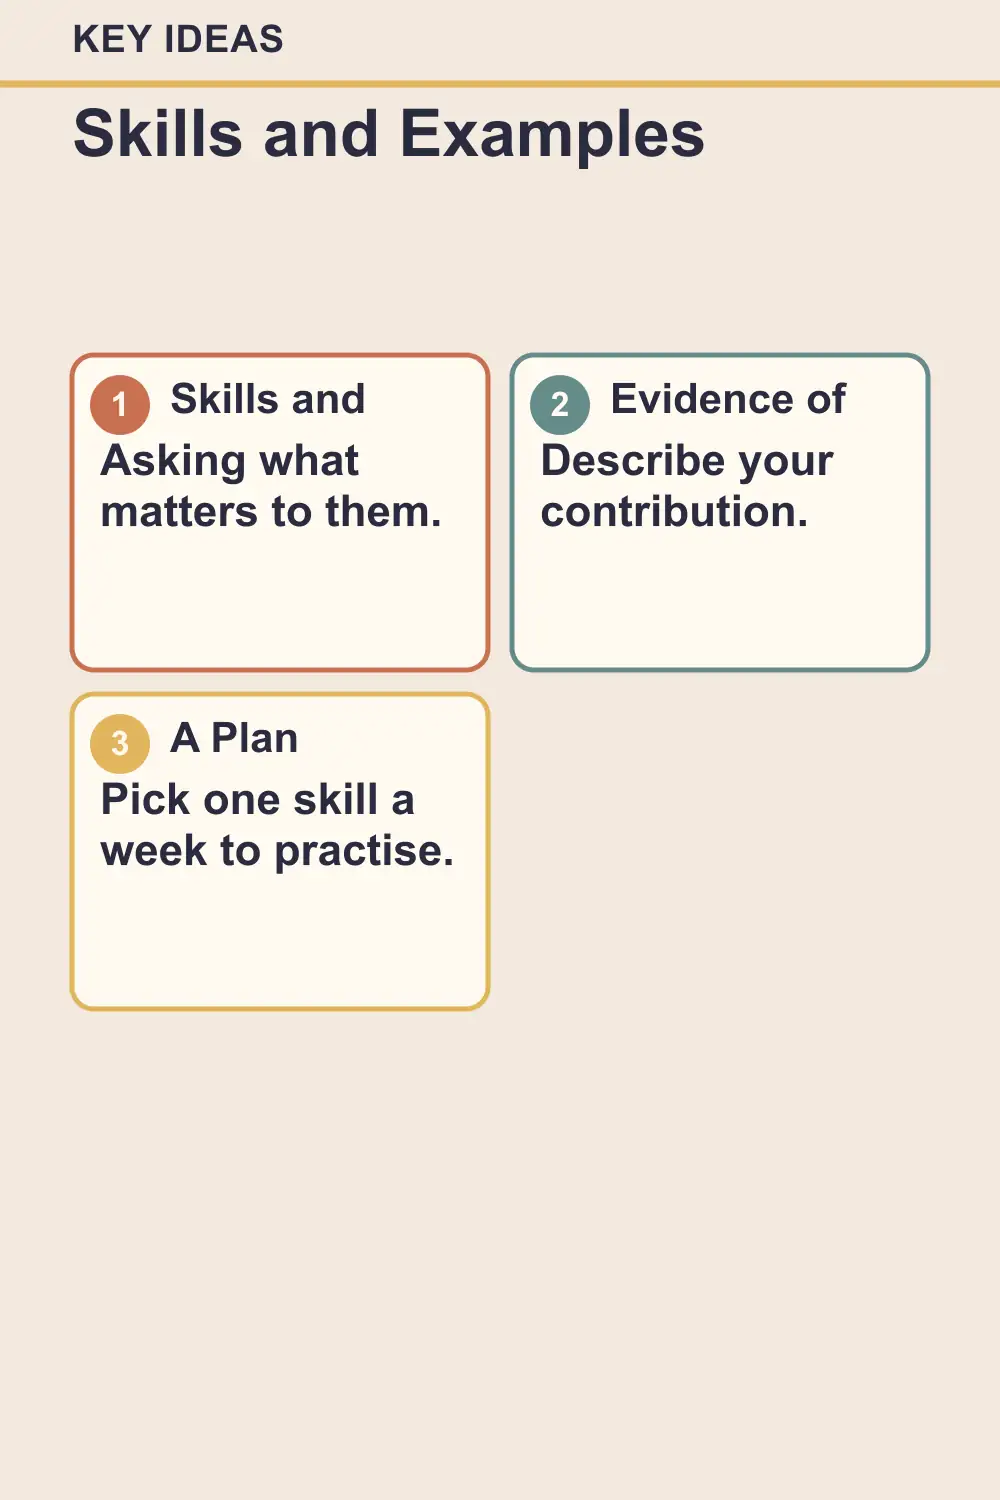 KEY IDEAS
Skills and Examples
1 Skills and
Asking what
matters to them.
2 Evidence of
Describe your
contribution.
3 A Plan
Pick one skill a
week to practise.